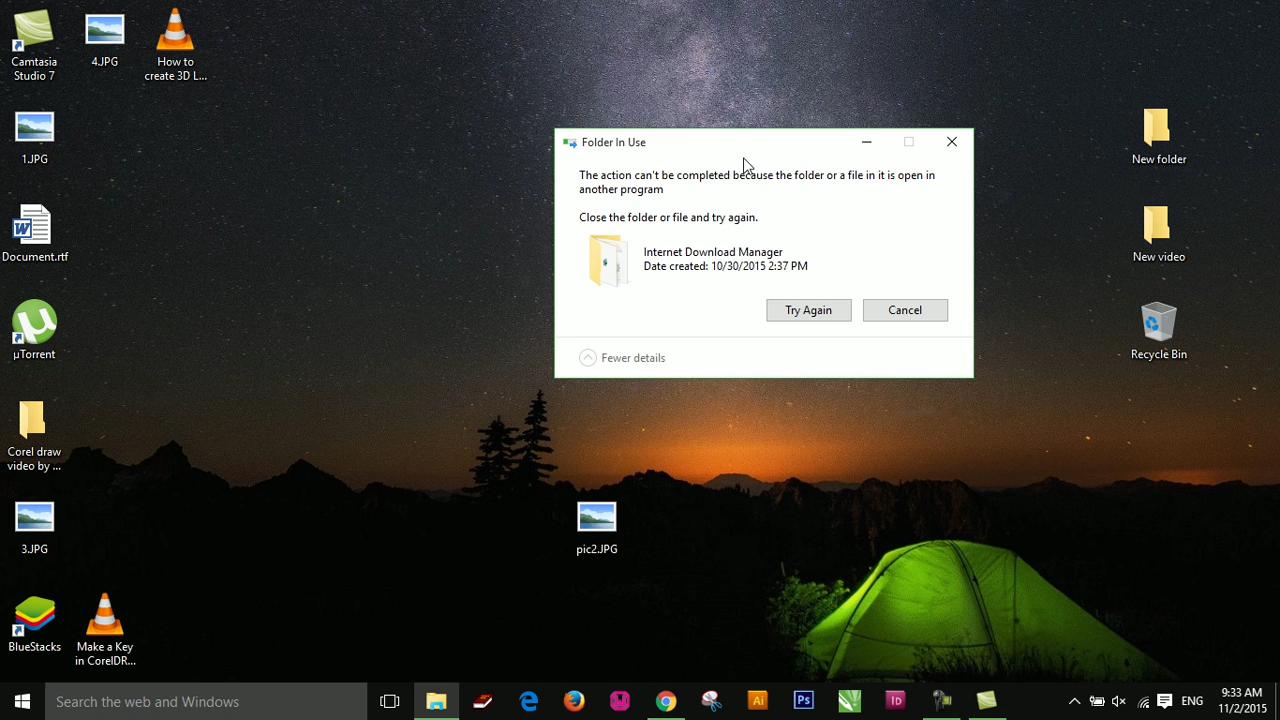 Camtasia
Studio 7
4.JPG
How to
create 3D L...
1.JPG
Document.rtf
µTorrent
Corel draw
video by ...
3.JPG
BlueStacks
Make a Key
in CorelDR...
Folder In Use
The action can't be completed because the folder or a file in it is open in
another program
Close the folder or file and try again.
Internet Download Manager
Date created: 10/30/2015 2:37 PM
Try Again
Cancel
Fewer details
pic2.JPG
New folder
New video
Recycle Bin
Search the web and Windows
Ai
Ps
ID
ENG
9:33 AM
11/2/2015